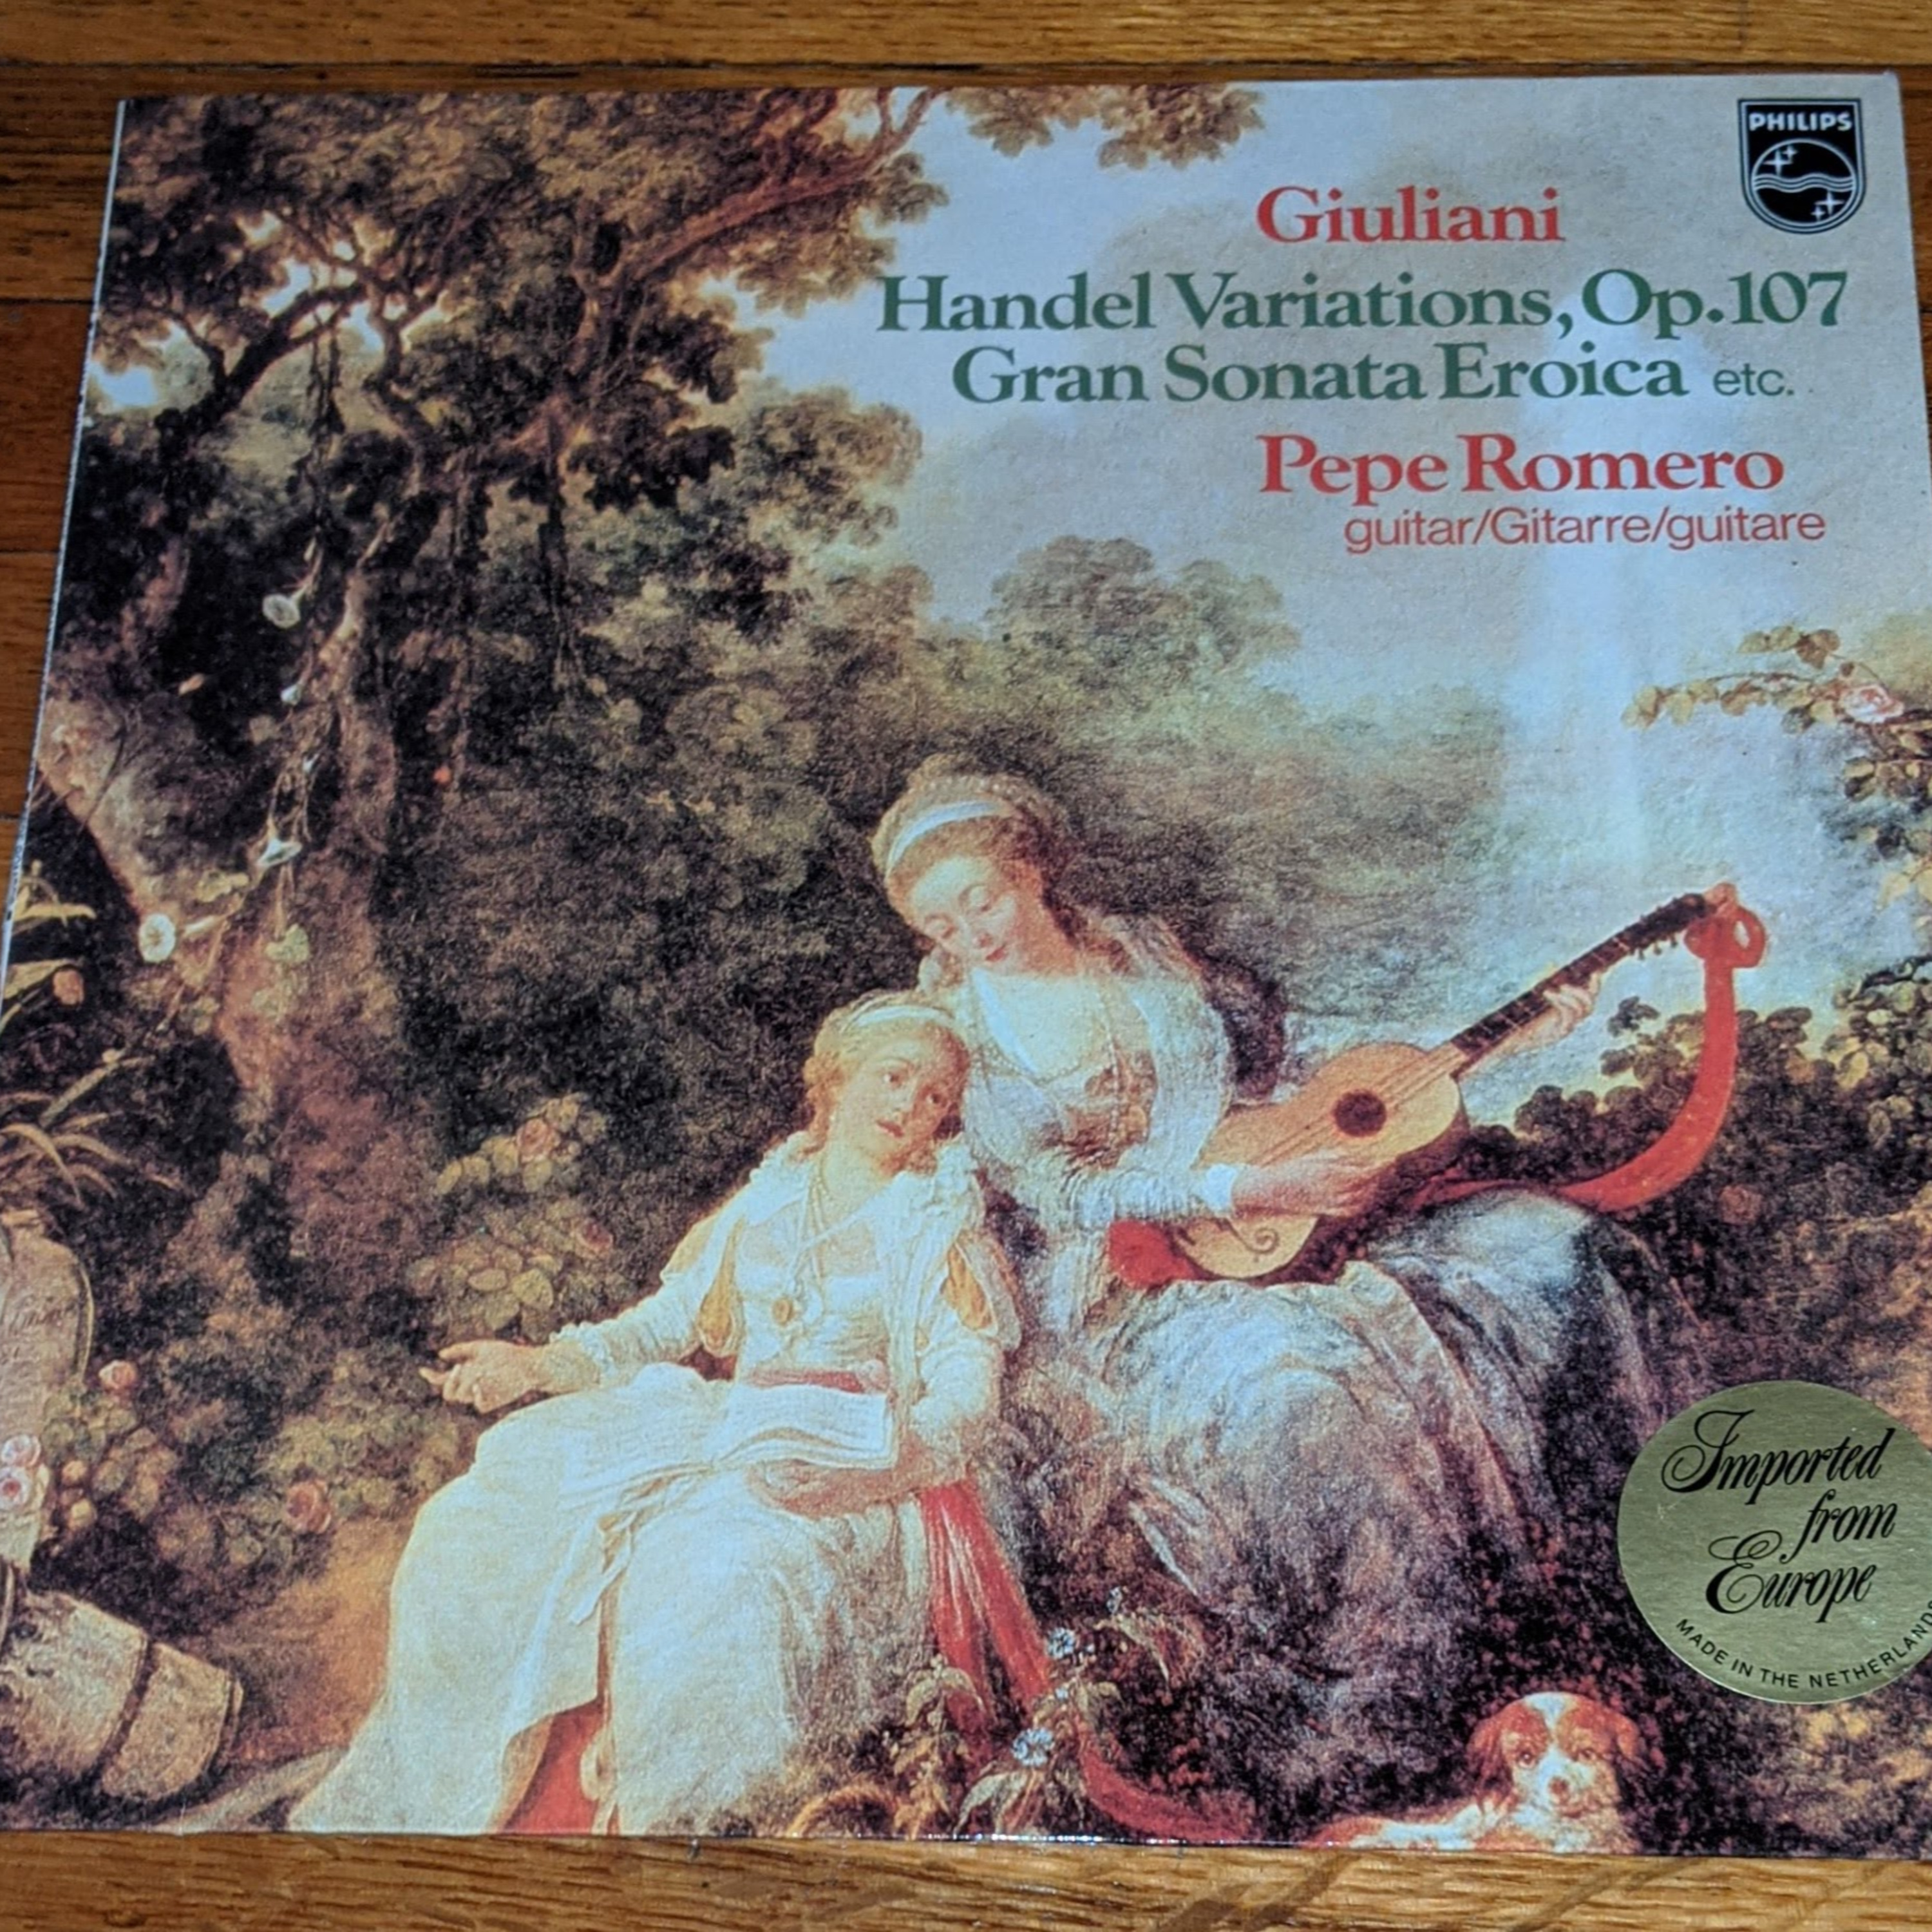 PHILIPS
Giuliani
Handel Variations, Op.107
Gran Sonata Eroica etc.
Pepe Romero
guitar/Gitarre/guitare
Imported
from
Europe
MADE IN THE NETHERLAND